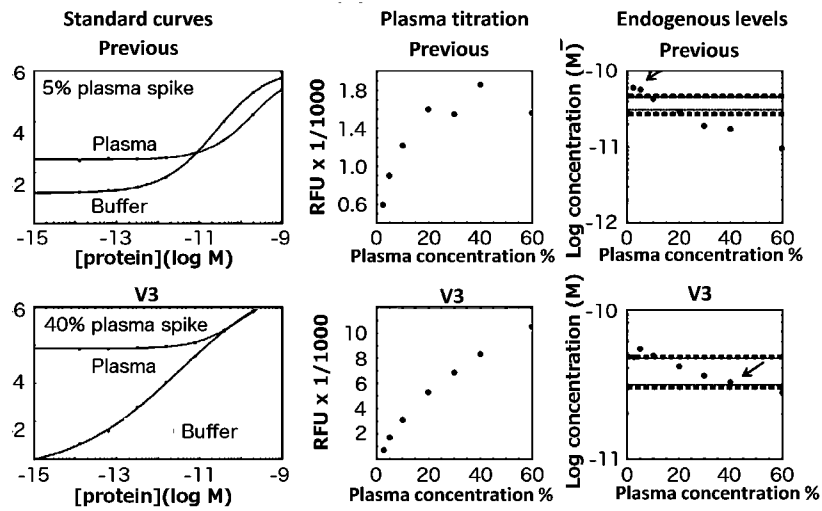 Standard curves
Previous
6
5% plasma spike
4
Plasma
2
Buffer
-15 -13 -11 -9
[protein](log M)
Plasma titration
Previous
RFU x 1/1000
1.8
1.4
1.0
0.6
0 20 40 60
Plasma concentration %
Endogenous levels
Previous
Log concentration (M)
-10
-11
-12
0 20 40 60
Plasma concentration %
V3
6
40% plasma spike
Plasma
4
Buffer
2
-15 -13 -11 -9
[protein](log M)
V3
RFU x 1/1000
10
8
6
4
2
0 20 40 60
Plasma concentration %
V3
Log concentration (M)
-10
-11
0 20 40 60
Plasma concentration %